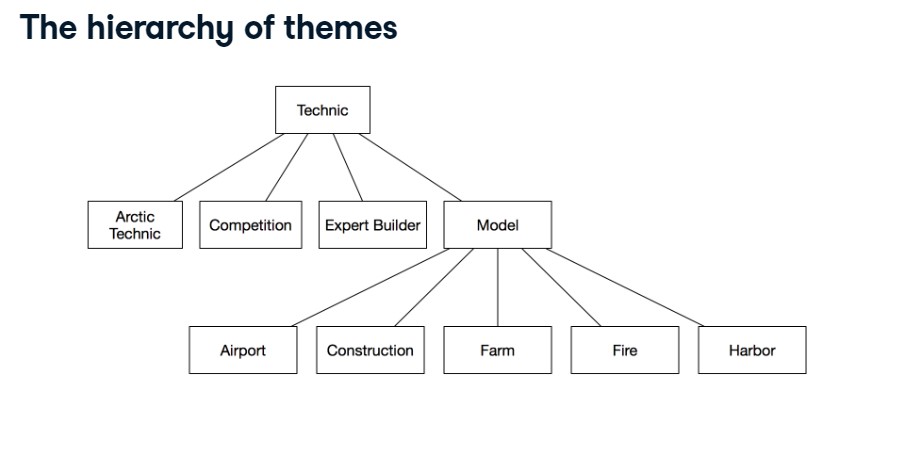 The hierarchy of themes
Technic
Arctic
Technic
Competition
Expert Builder
Model
Airport
Construction
Farm
Fire
Harbor